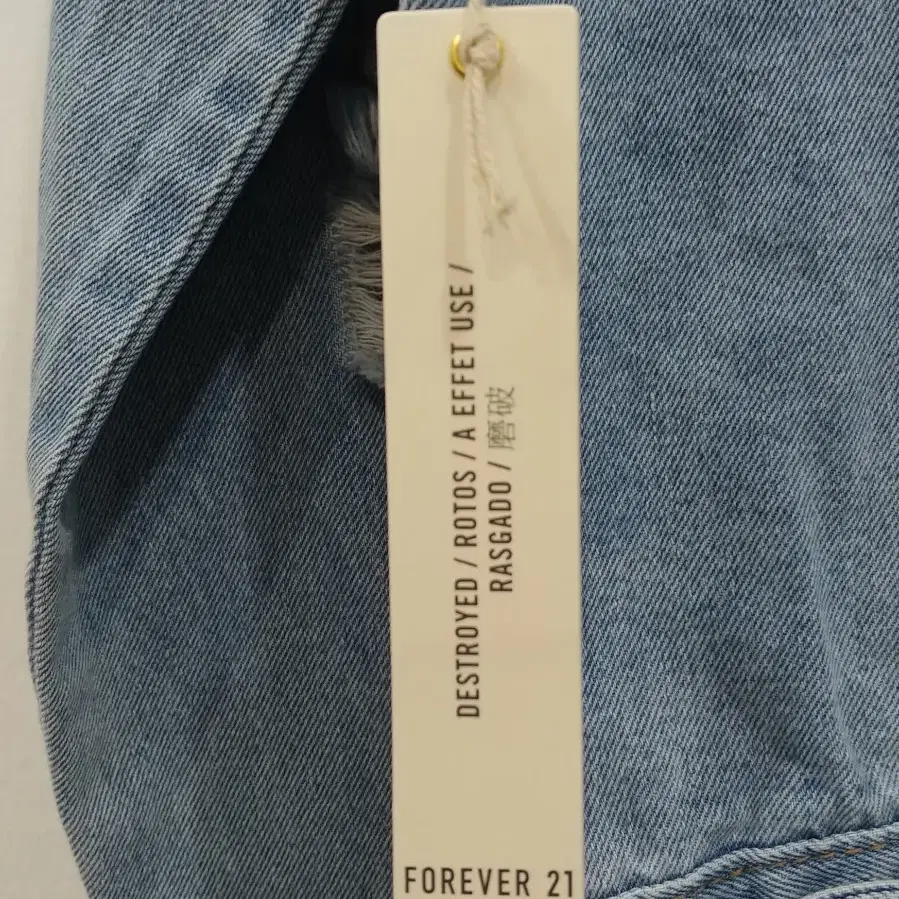 DESTROYED / ROTOS / A EFFET USE /
RASGADO / 磨破
FOREVER 21